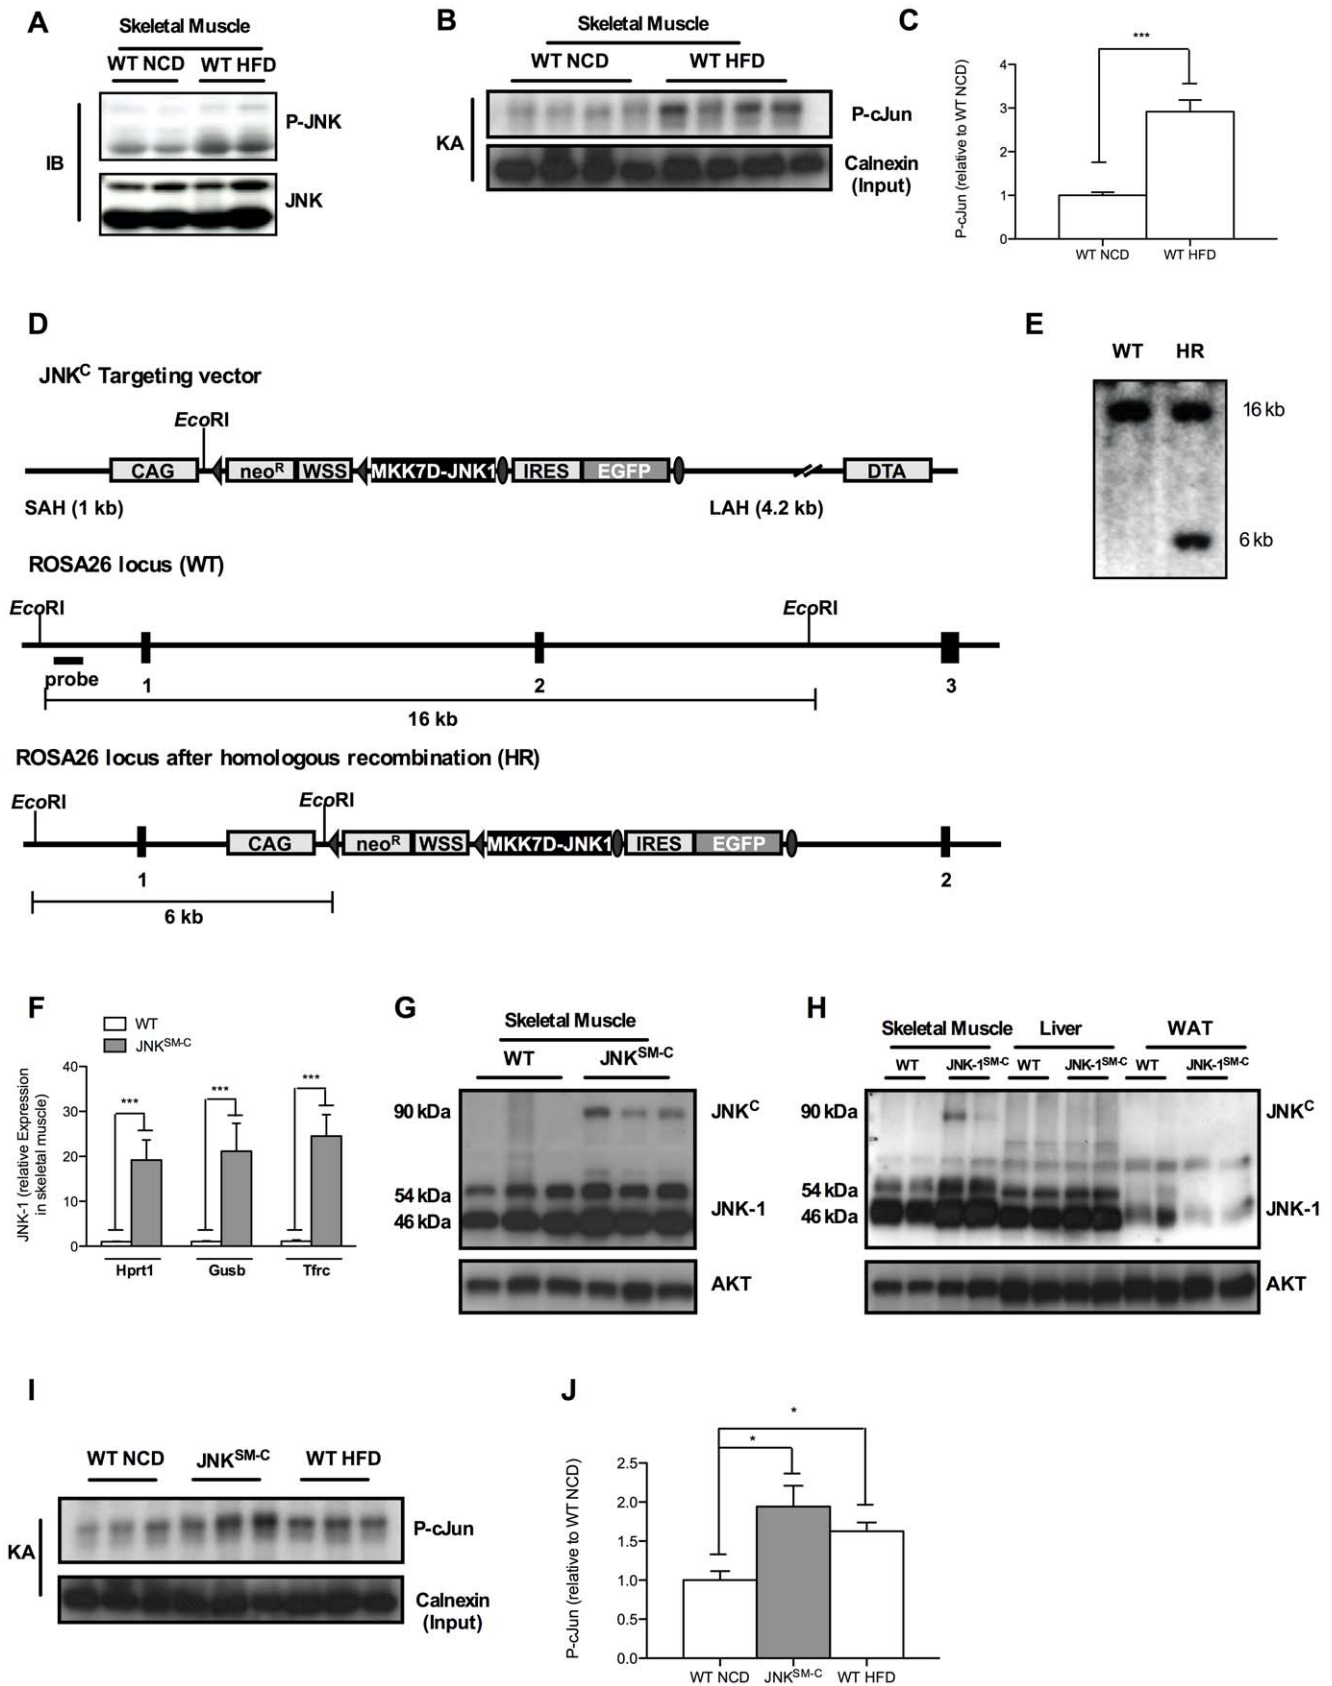 A
Skeletal Muscle
WT NCD WT HFD
IB
P-JNK
JNK
B
Skeletal Muscle
WT NCD WT HFD
KA
P-cJun
Calnexin
(Input)
C
***
P-cJun (relative to WT NCD)
4
3
2
1
0
WT NCD WT HFD
D
JNKC Targeting vector
EcoRI
CAG neoR WSS MKK7D-JNK1 IRES EGFP DTA
SAH (1 kb) LAH (4.2 kb)
ROSA26 locus (WT)
EcoRI EcoRI
probe
1 2 3
16 kb
ROSA26 locus after homologous recombination (HR)
EcoRI EcoRI
CAG neoR WSS MKK7D-JNK1 IRES EGFP
1 2
6 kb
E
WT HR
16 kb
6 kb
F
WT
JNKSM-C
JNK-1 (relative Expression
in skeletal muscle)
40
30
20
10
0
*** *** ***
Hprt1 Gusb Tfrc
G
Skeletal Muscle
WT JNKSM-C
90 kDa JNKC
54 kDa
46 kDa
JNK-1
AKT
H
Skeletal Muscle Liver WAT
WT JNK-1SM-C WT JNK-1SM-C WT JNK-1SM-C
90 kDa JNKC
54 kDa
46 kDa
JNK-1
AKT
I
WT NCD JNKSM-C WT HFD
KA
P-cJun
Calnexin
(Input)
J
*
*
P-cJun (relative to WT NCD)
2.5
2.0
1.5
1.0
0.5
0.0
WT NCD JNKSM-C WT HFD